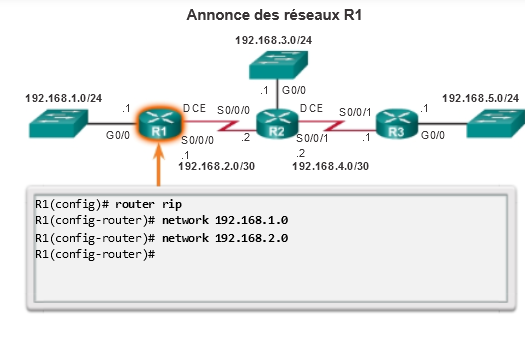 Annonce des réseaux R1
192.168.3.0/24
.1 G0/0
192.168.1.0/24 .1 DCE S0/0/0 DCE S0/0/1 .1 192.168.5.0/24
R1 R2 R3
G0/0 S0/0/0 .2 S0/0/1 .1 G0/0
.1 .2
192.168.2.0/30 192.168.4.0/30
R1(config)# router rip
R1(config-router)# network 192.168.1.0
R1(config-router)# network 192.168.2.0
R1(config-router)#